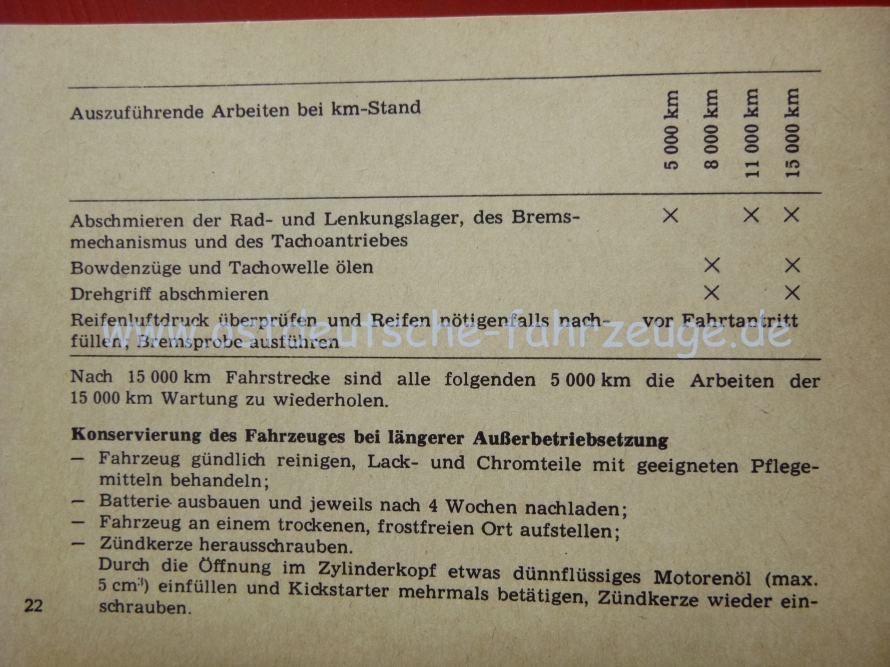 Auszuführende Arbeiten bei km-Stand 5 000 km 8 000 km 11 000 km 15 000 km
Abschmieren der Rad- und Lenkungslager, des Brems- × × ×
mechanismus und des Tachoantriebes
Bowdenzüge und Tachowelle ölen × ×
Drehgriff abschmieren × ×
Reifenluftdruck überprüfen und Reifen nötigenfalls nach- vor Fahrtantritt
www.ostdeutsche-fahrzeuge.de
füllen, Bremsprobe ausführen
Nach 15 000 km Fahrstrecke sind alle folgenden 5 000 km die Arbeiten der
15 000 km Wartung zu wiederholen.
Konservierung des Fahrzeuges bei längerer Außerbetriebsetzung
— Fahrzeug gündlich reinigen, Lack- und Chromteile mit geeigneten Pflege-
mitteln behandeln;
— Batterie ausbauen und jeweils nach 4 Wochen nachladen;
— Fahrzeug an einem trockenen, frostfreien Ort aufstellen;
— Zündkerze herausschrauben.
Durch die Öffnung im Zylinderkopf etwas dünnflüssiges Motorenöl (max.
5 cm³) einfüllen und Kickstarter mehrmals betätigen, Zündkerze wieder ein-
schrauben.
22